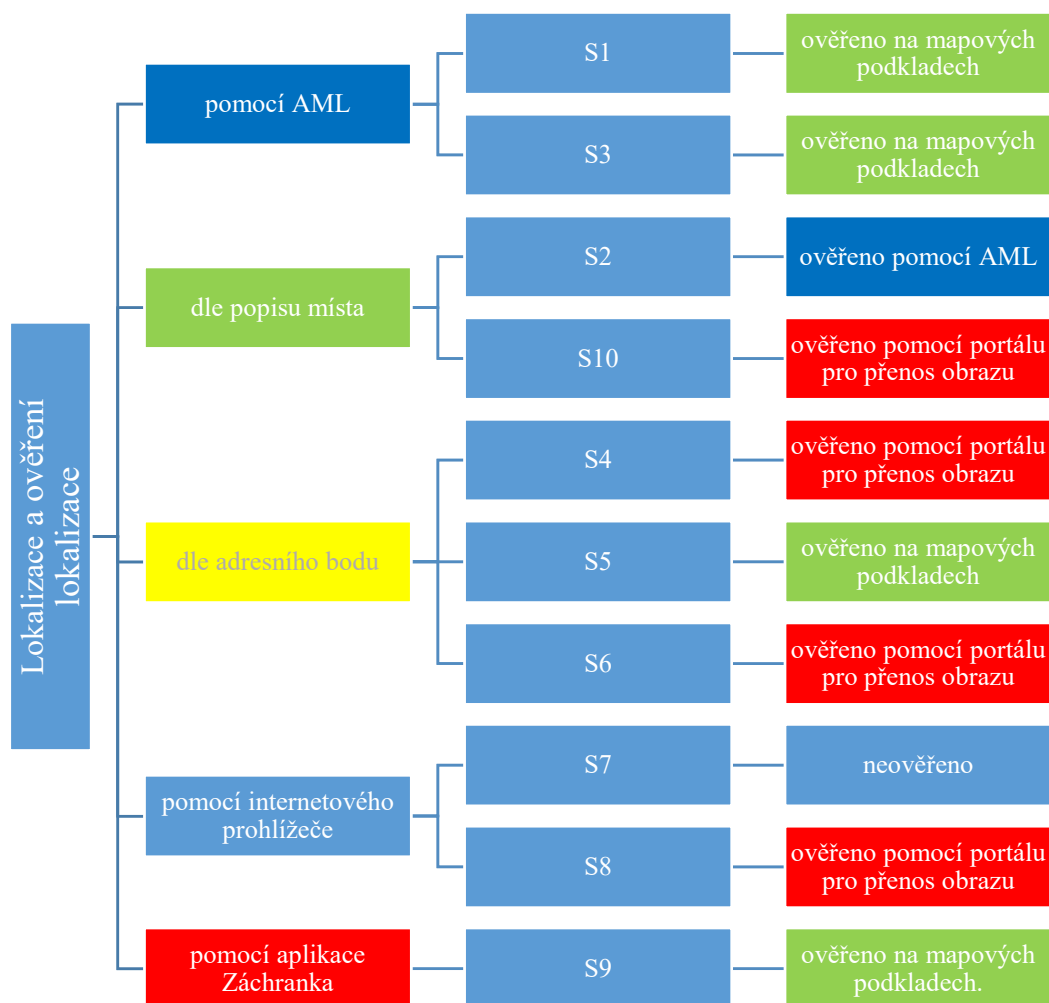 Lokalizace a ověření
lokalizace
pomocí AML
S1
ověřeno na mapových
podkladech
S3
ověřeno na mapových
podkladech
dle popisu místa
S2
ověřeno pomocí AML
S10
ověřeno pomocí portálu
pro přenos obrazu
dle adresního bodu
S4
ověřeno pomocí portálu
pro přenos obrazu
S5
ověřeno na mapových
podkladech
S6
ověřeno pomocí portálu
pro přenos obrazu
pomocí internetového
prohlížeče
S7
neověřeno
S8
ověřeno pomocí portálu
pro přenos obrazu
pomocí aplikace
Záchranka
S9
ověřeno na mapových
podkladech.